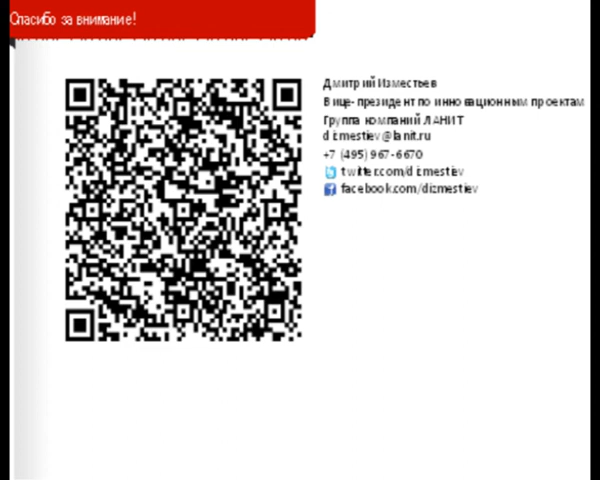 Спасибо за внимание!
Дмитрий Изместьев
Вице-президент по инновационным проектам
Группа компаний ЛАНИТ
dizmestiev@lanit.ru
+7 (495) 967-6670
twitter.com/dizmestiev
facebook.com/dizmestiev